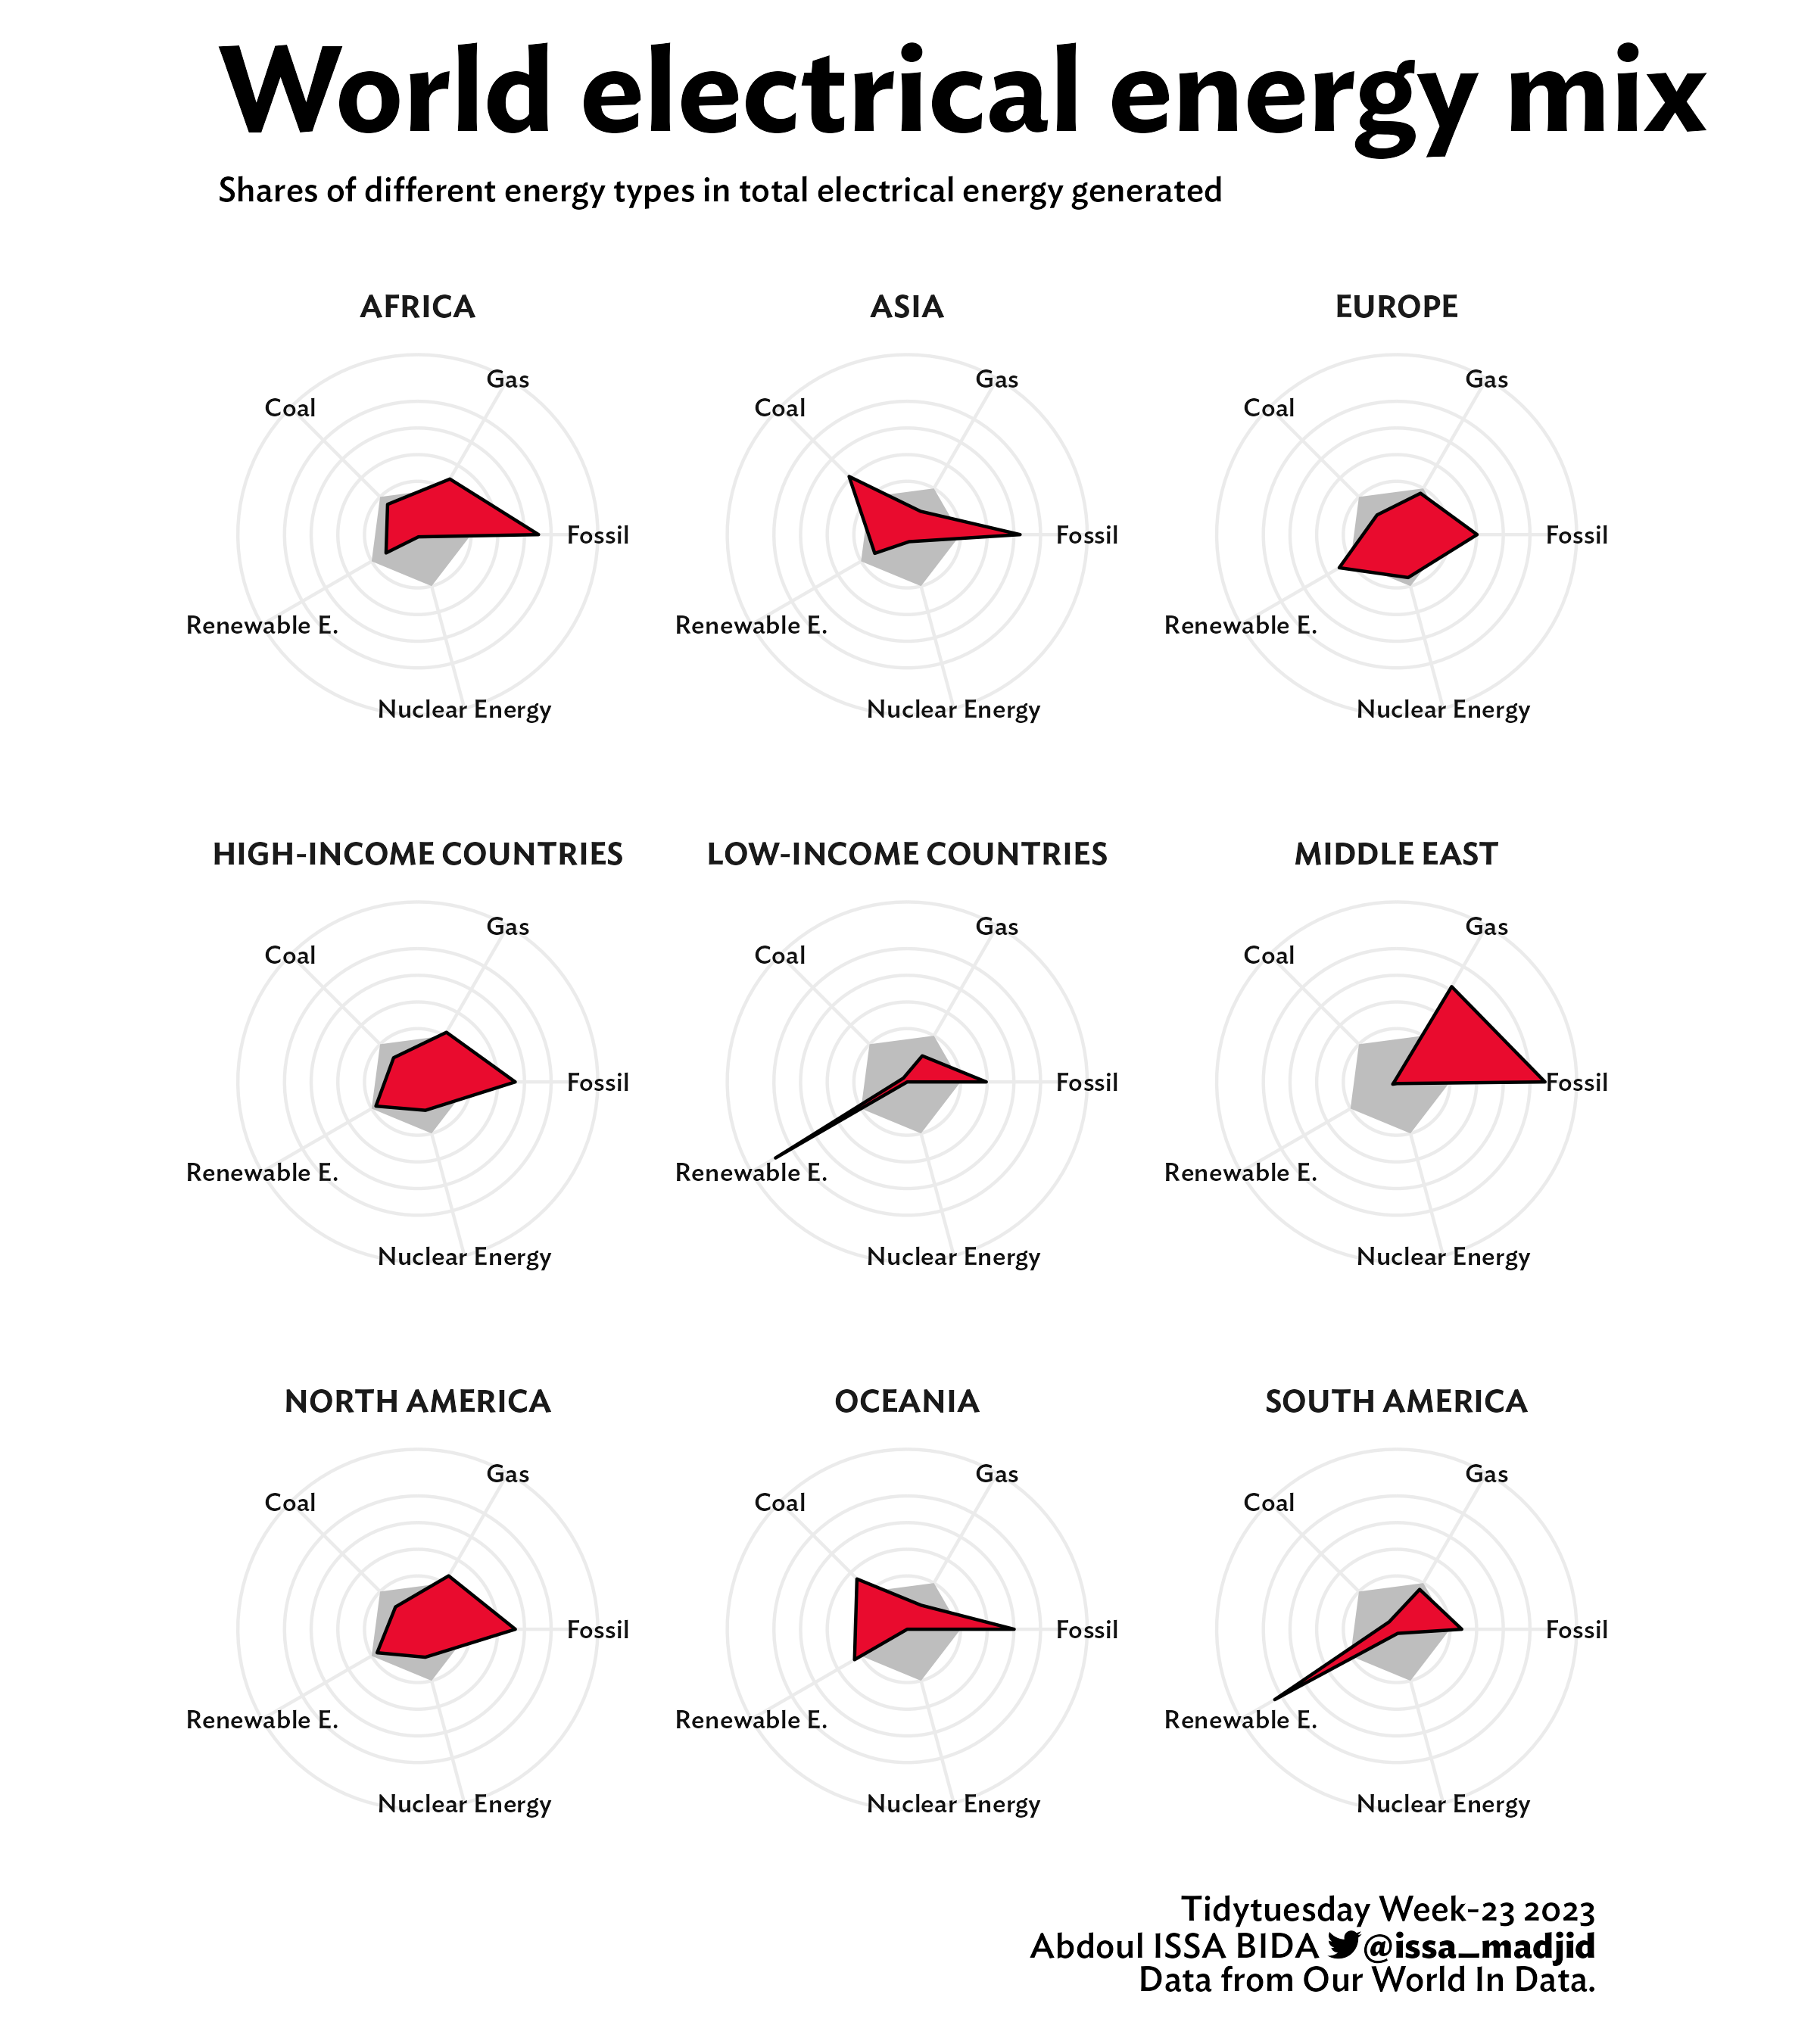 World electrical energy mix
Shares of different energy types in total electrical energy generated
AFRICA
Gas
Coal
Fossil
Renewable E.
Nuclear Energy
ASIA
Gas
Coal
Fossil
Renewable E.
Nuclear Energy
EUROPE
Gas
Coal
Fossil
Renewable E.
Nuclear Energy
HIGH-INCOME COUNTRIES
Gas
Coal
Fossil
Renewable E.
Nuclear Energy
LOW-INCOME COUNTRIES
Gas
Coal
Fossil
Renewable E.
Nuclear Energy
MIDDLE EAST
Gas
Coal
Fossil
Renewable E.
Nuclear Energy
NORTH AMERICA
Gas
Coal
Fossil
Renewable E.
Nuclear Energy
OCEANIA
Gas
Coal
Fossil
Renewable E.
Nuclear Energy
SOUTH AMERICA
Gas
Coal
Fossil
Renewable E.
Nuclear Energy
Tidytuesday Week-23 2023
Abdoul ISSA BIDA @issa_madjid
Data from Our World In Data.